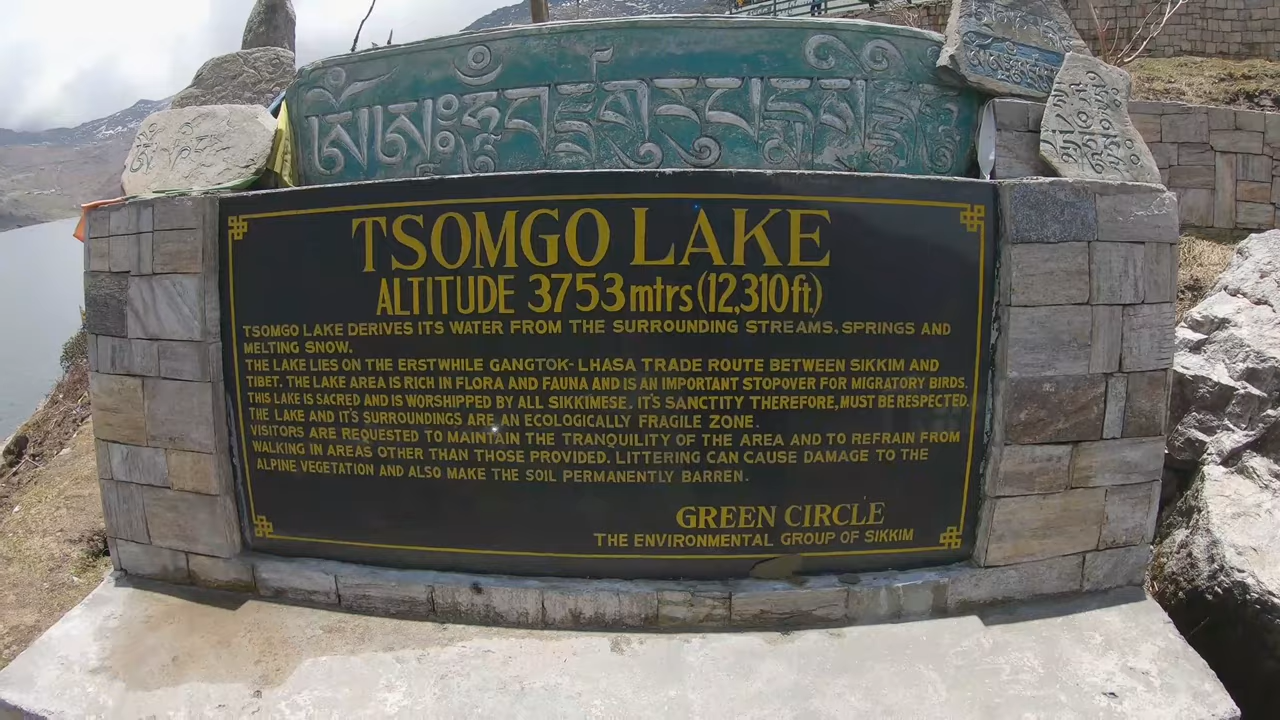 TSOMGO LAKE
ALTITUDE 3753 mtrs (12,310 ft.)
TSOMGO LAKE DERIVES ITS WATER FROM THE SURROUNDING STREAMS, SPRINGS AND
MELTING SNOW.
THE LAKE LIES ON THE ERSTWHILE GANGTOK-LHASA TRADE ROUTE BETWEEN SIKKIM AND
TIBET. THE LAKE AREA IS RICH IN FLORA AND FAUNA AND IS AN IMPORTANT STOPOVER FOR MIGRATORY BIRDS.
THIS LAKE IS SACRED AND IS WORSHIPPED BY ALL SIKKIMESE. IT'S SANCTITY THEREFORE, MUST BE RESPECTED.
THE LAKE AND IT'S SURROUNDINGS ARE AN ECOLOGICALLY FRAGILE ZONE.
VISITORS ARE REQUESTED TO MAINTAIN THE TRANQUILITY OF THE AREA AND TO REFRAIN FROM
WALKING IN AREAS OTHER THAN THOSE PROVIDED. LITTERING CAN CAUSE DAMAGE TO THE
ALPINE VEGETATION AND ALSO MAKE THE SOIL PERMANENTLY BARREN.
GREEN CIRCLE
THE ENVIRONMENTAL GROUP OF SIKKIM